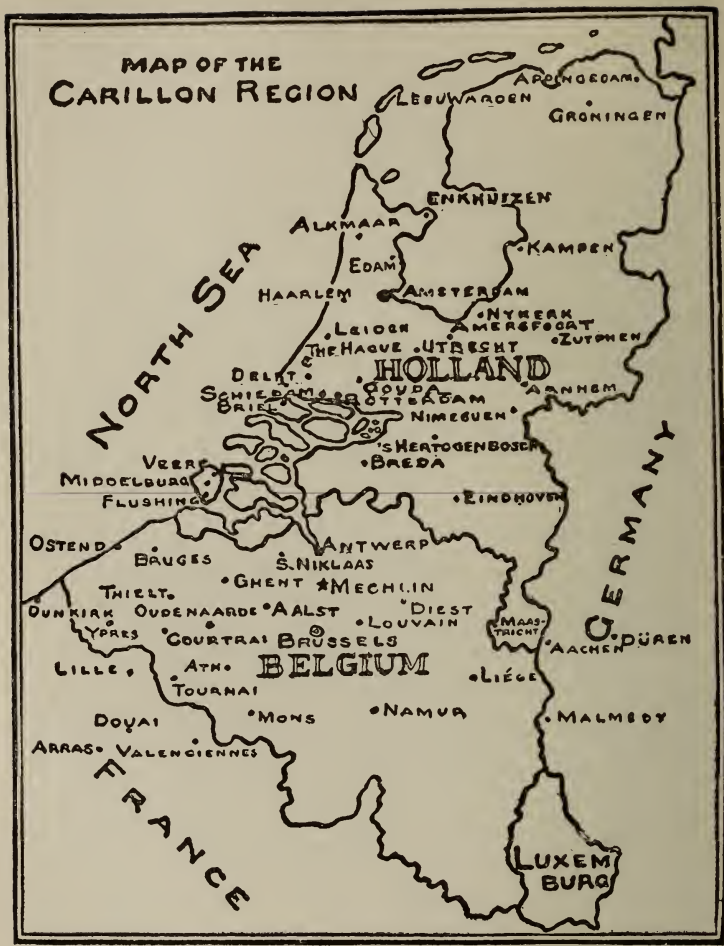 MAP OF THE
CARILLON REGION
APPINGEDAM
LEEUWARDEN
GRONINGEN
ENKHUIZEN
ALKMAAR
KAMPEN
EDAM
HAARLEM
AMSTERDAM
NORTH SEA
NYKERK
LEIDEN
AMERSFOORT
ZUTPHEN
THE HAGUE
UTRECHT
HOLLAND
DELFT
GOUDA
ARNHEM
SCHIEDAM
ROTTERDAM
BRIEL
NIMEGUEN
'S HERTOGENBOSCH
BREDA
VEERE
MIDDELBURG
FLUSHING
EINDHOVEN
GERMANY
OSTEND
BRUGES
ANTWERP
S. NIKLAAS
GHENT
MECHLIN
THIELT
DUNKIRK
OUDENAARDE
AALST
DIEST
LOUVAIN
MAAS-
TRICHT
YPRES
COURTRAI
BRUSSELS
AACHEN
DÜREN
LILLE
ATH
BELGIUM
LIÉGE
TOURNAI
DOUAI
MONS
NAMUR
MALMEDY
ARRAS
VALENCIENNES
FRANCE
LUXEM
BURG